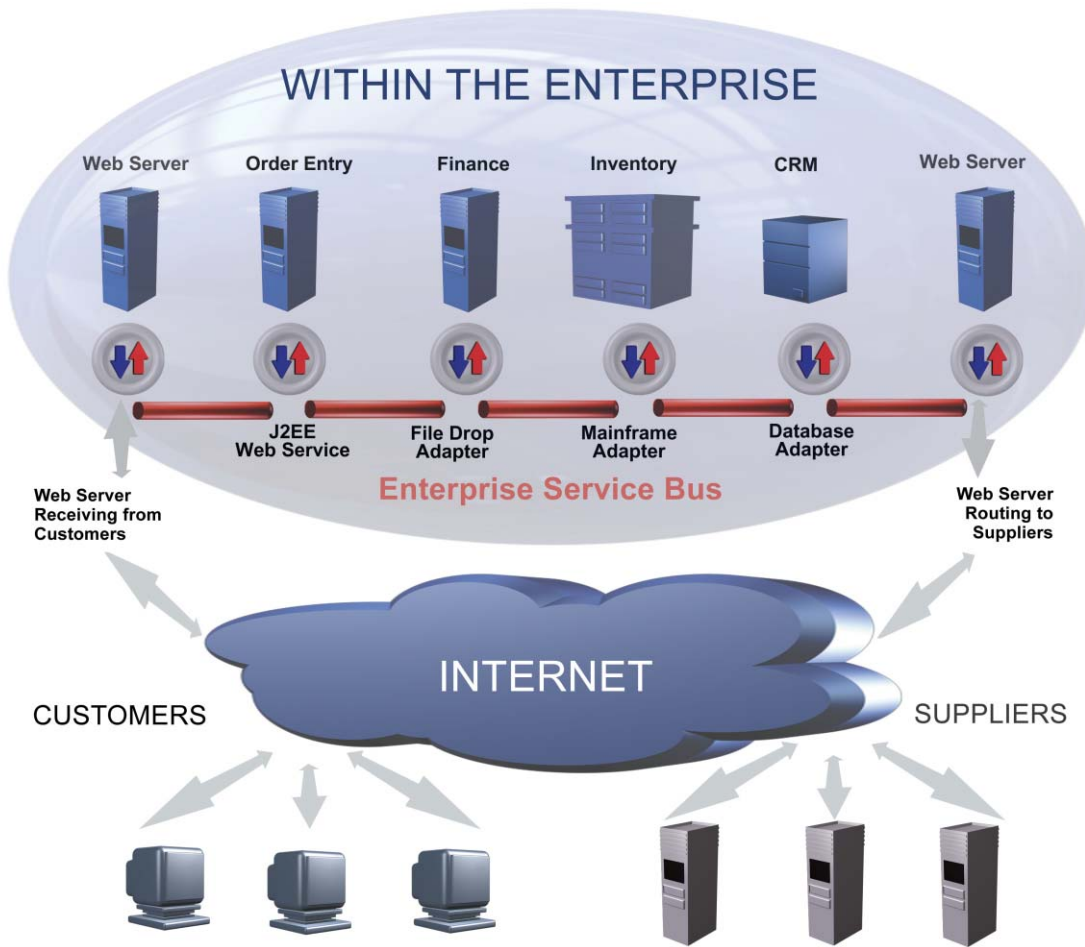 WITHIN THE ENTERPRISE
Web Server
Order Entry
Finance
Inventory
CRM
Web Server
J2EE
Web Service
File Drop
Adapter
Mainframe
Adapter
Database
Adapter
Enterprise Service Bus
Web Server
Receiving from
Customers
Web Server
Routing to
Suppliers
INTERNET
CUSTOMERS
SUPPLIERS